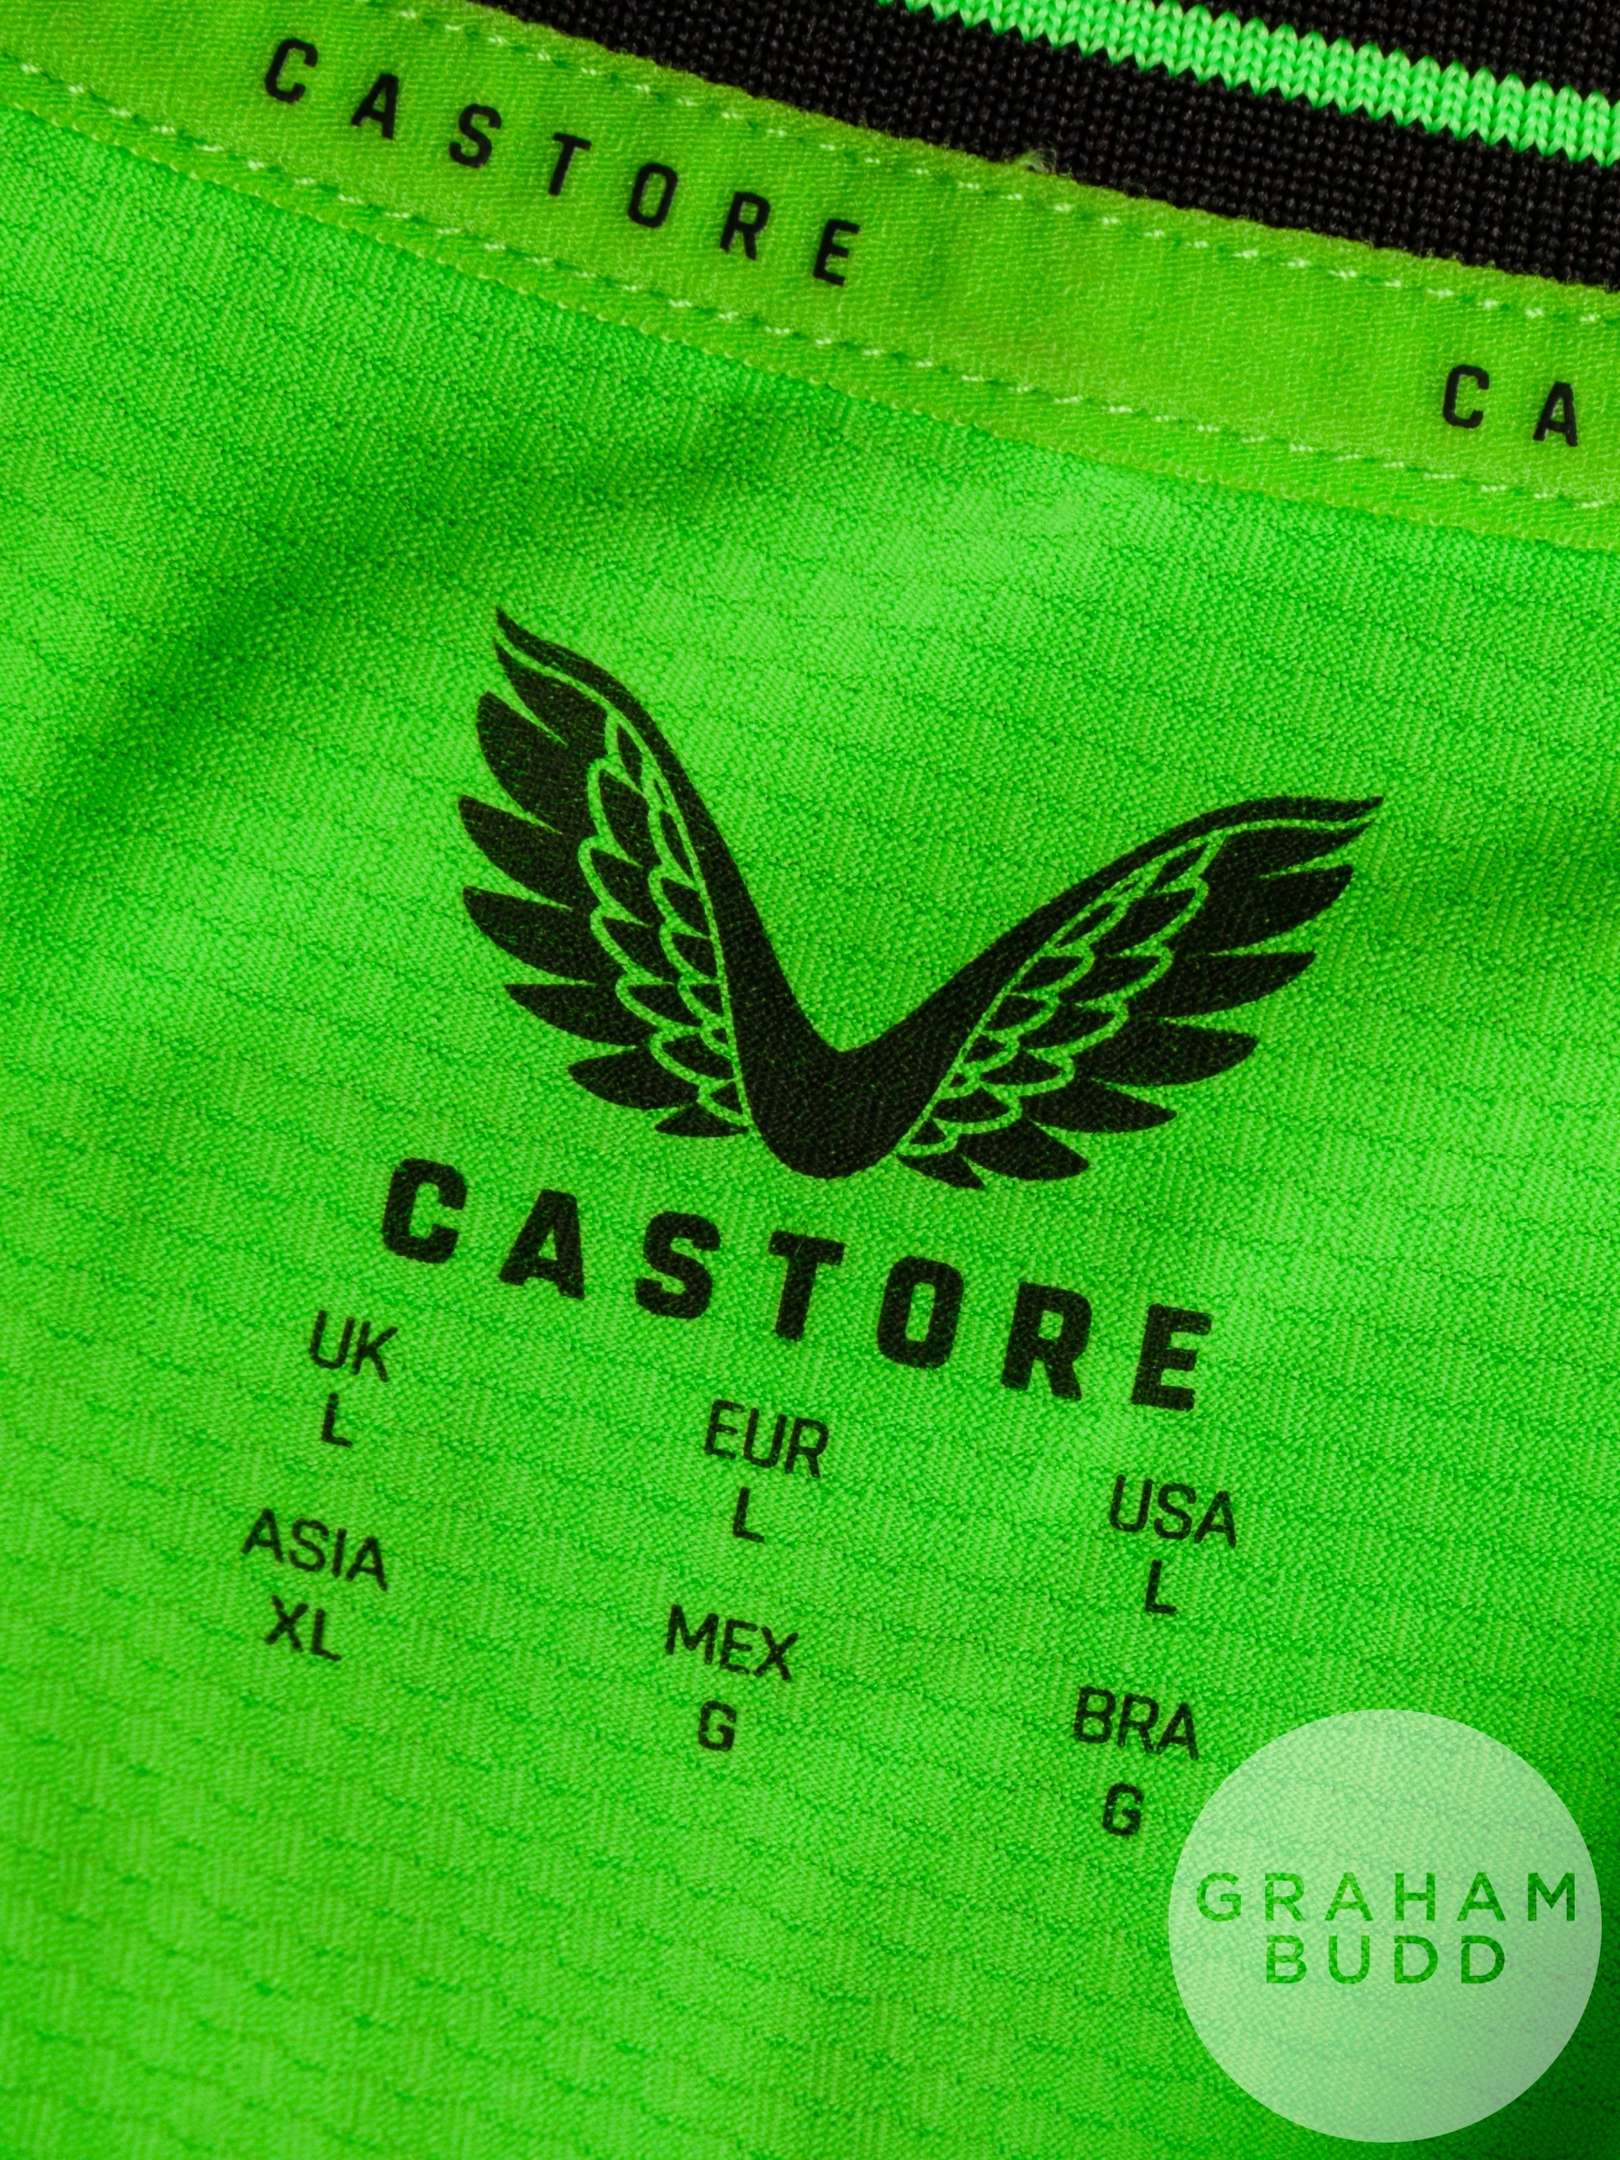 CASTORE
CA
CASTORE
UK
L
EUR
L
USA
L
ASIA
XL
MEX
G
BRA
G
GRAHAM
BUDD